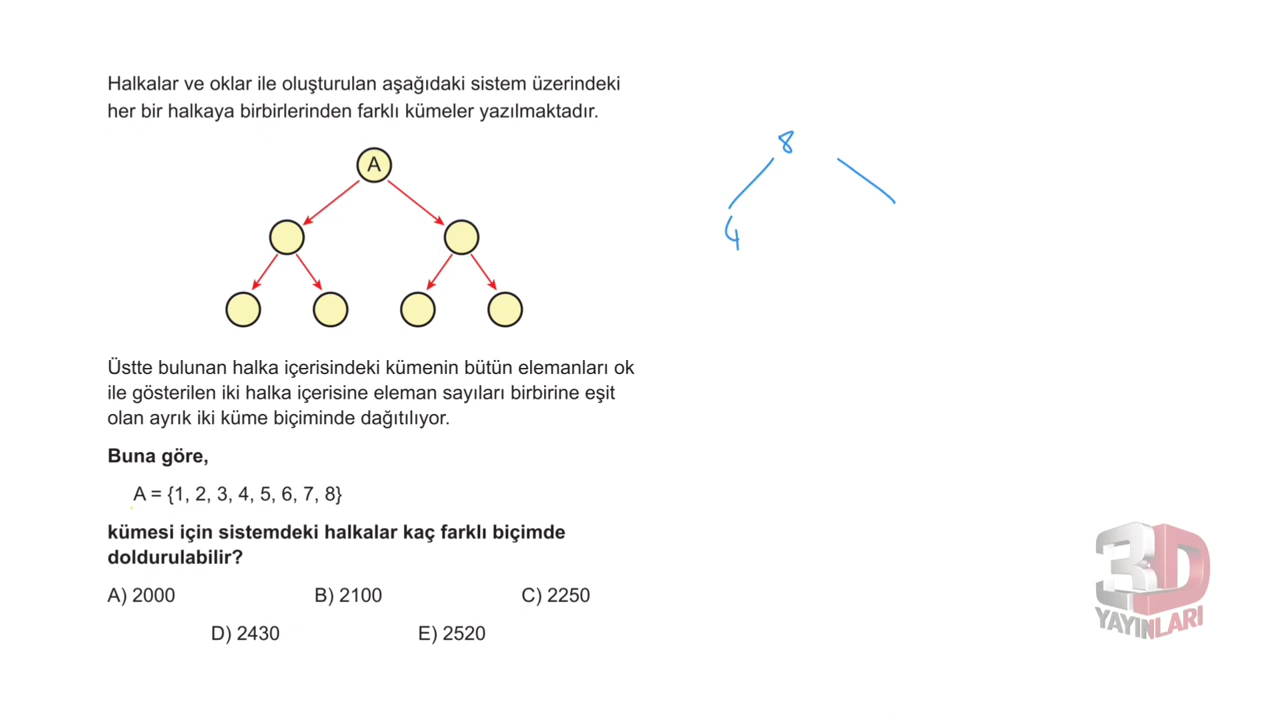 Halkalar ve oklar ile oluşturulan aşağıdaki sistem üzerindeki
her bir halkaya birbirlerinden farklı kümeler yazılmaktadır.
A
8
4
Üstte bulunan halka içerisindeki kümenin bütün elemanları ok
ile gösterilen iki halka içerisine eleman sayıları birbirine eşit
olan ayrık iki küme biçiminde dağıtılıyor.
Buna göre,
A = {1, 2, 3, 4, 5, 6, 7, 8}
kümesi için sistemdeki halkalar kaç farklı biçimde
doldurulabilir?
A) 2000 B) 2100 C) 2250
D) 2430 E) 2520
3D
YAYINLARI